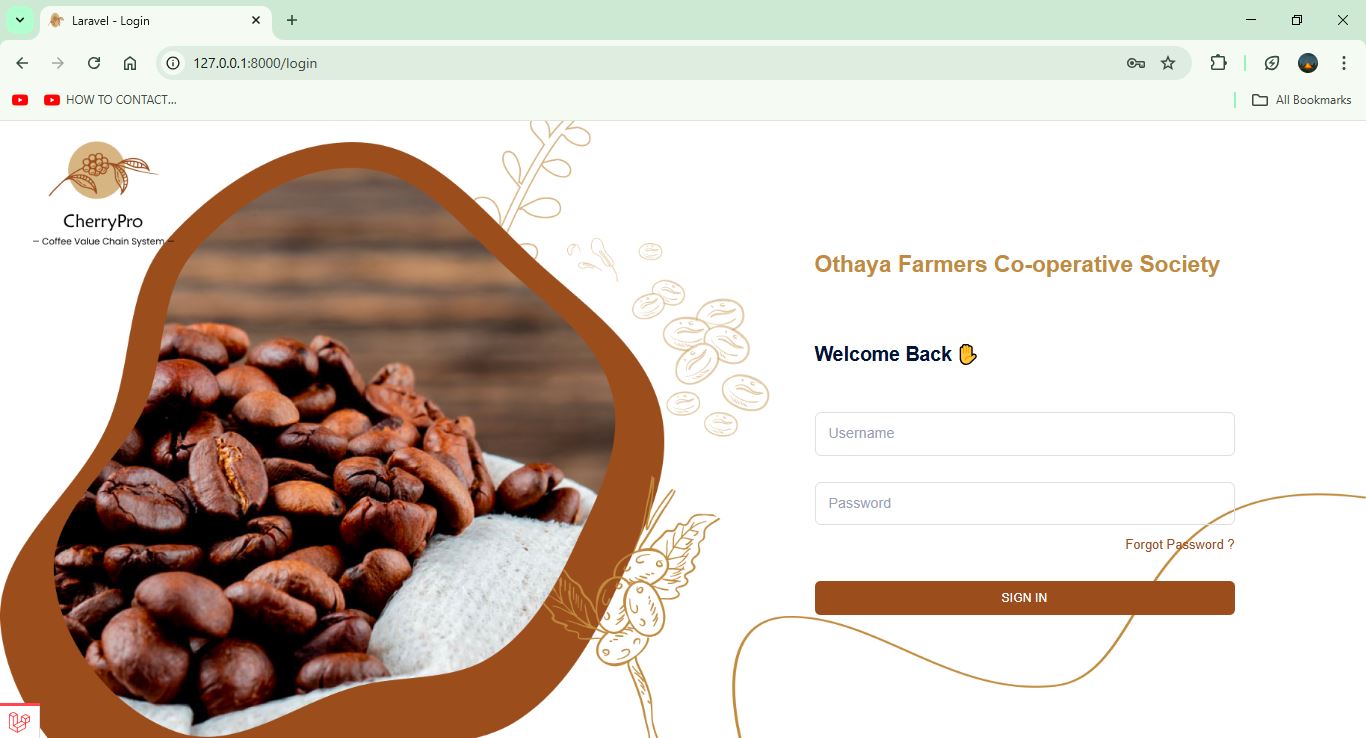 Laravel - Login
127.0.0.1:8000/login
HOW TO CONTACT...
All Bookmarks
CherryPro
– Coffee Value Chain System –
Othaya Farmers Co-operative Society
Welcome Back ✋
Username
Password
Forgot Password ?
SIGN IN